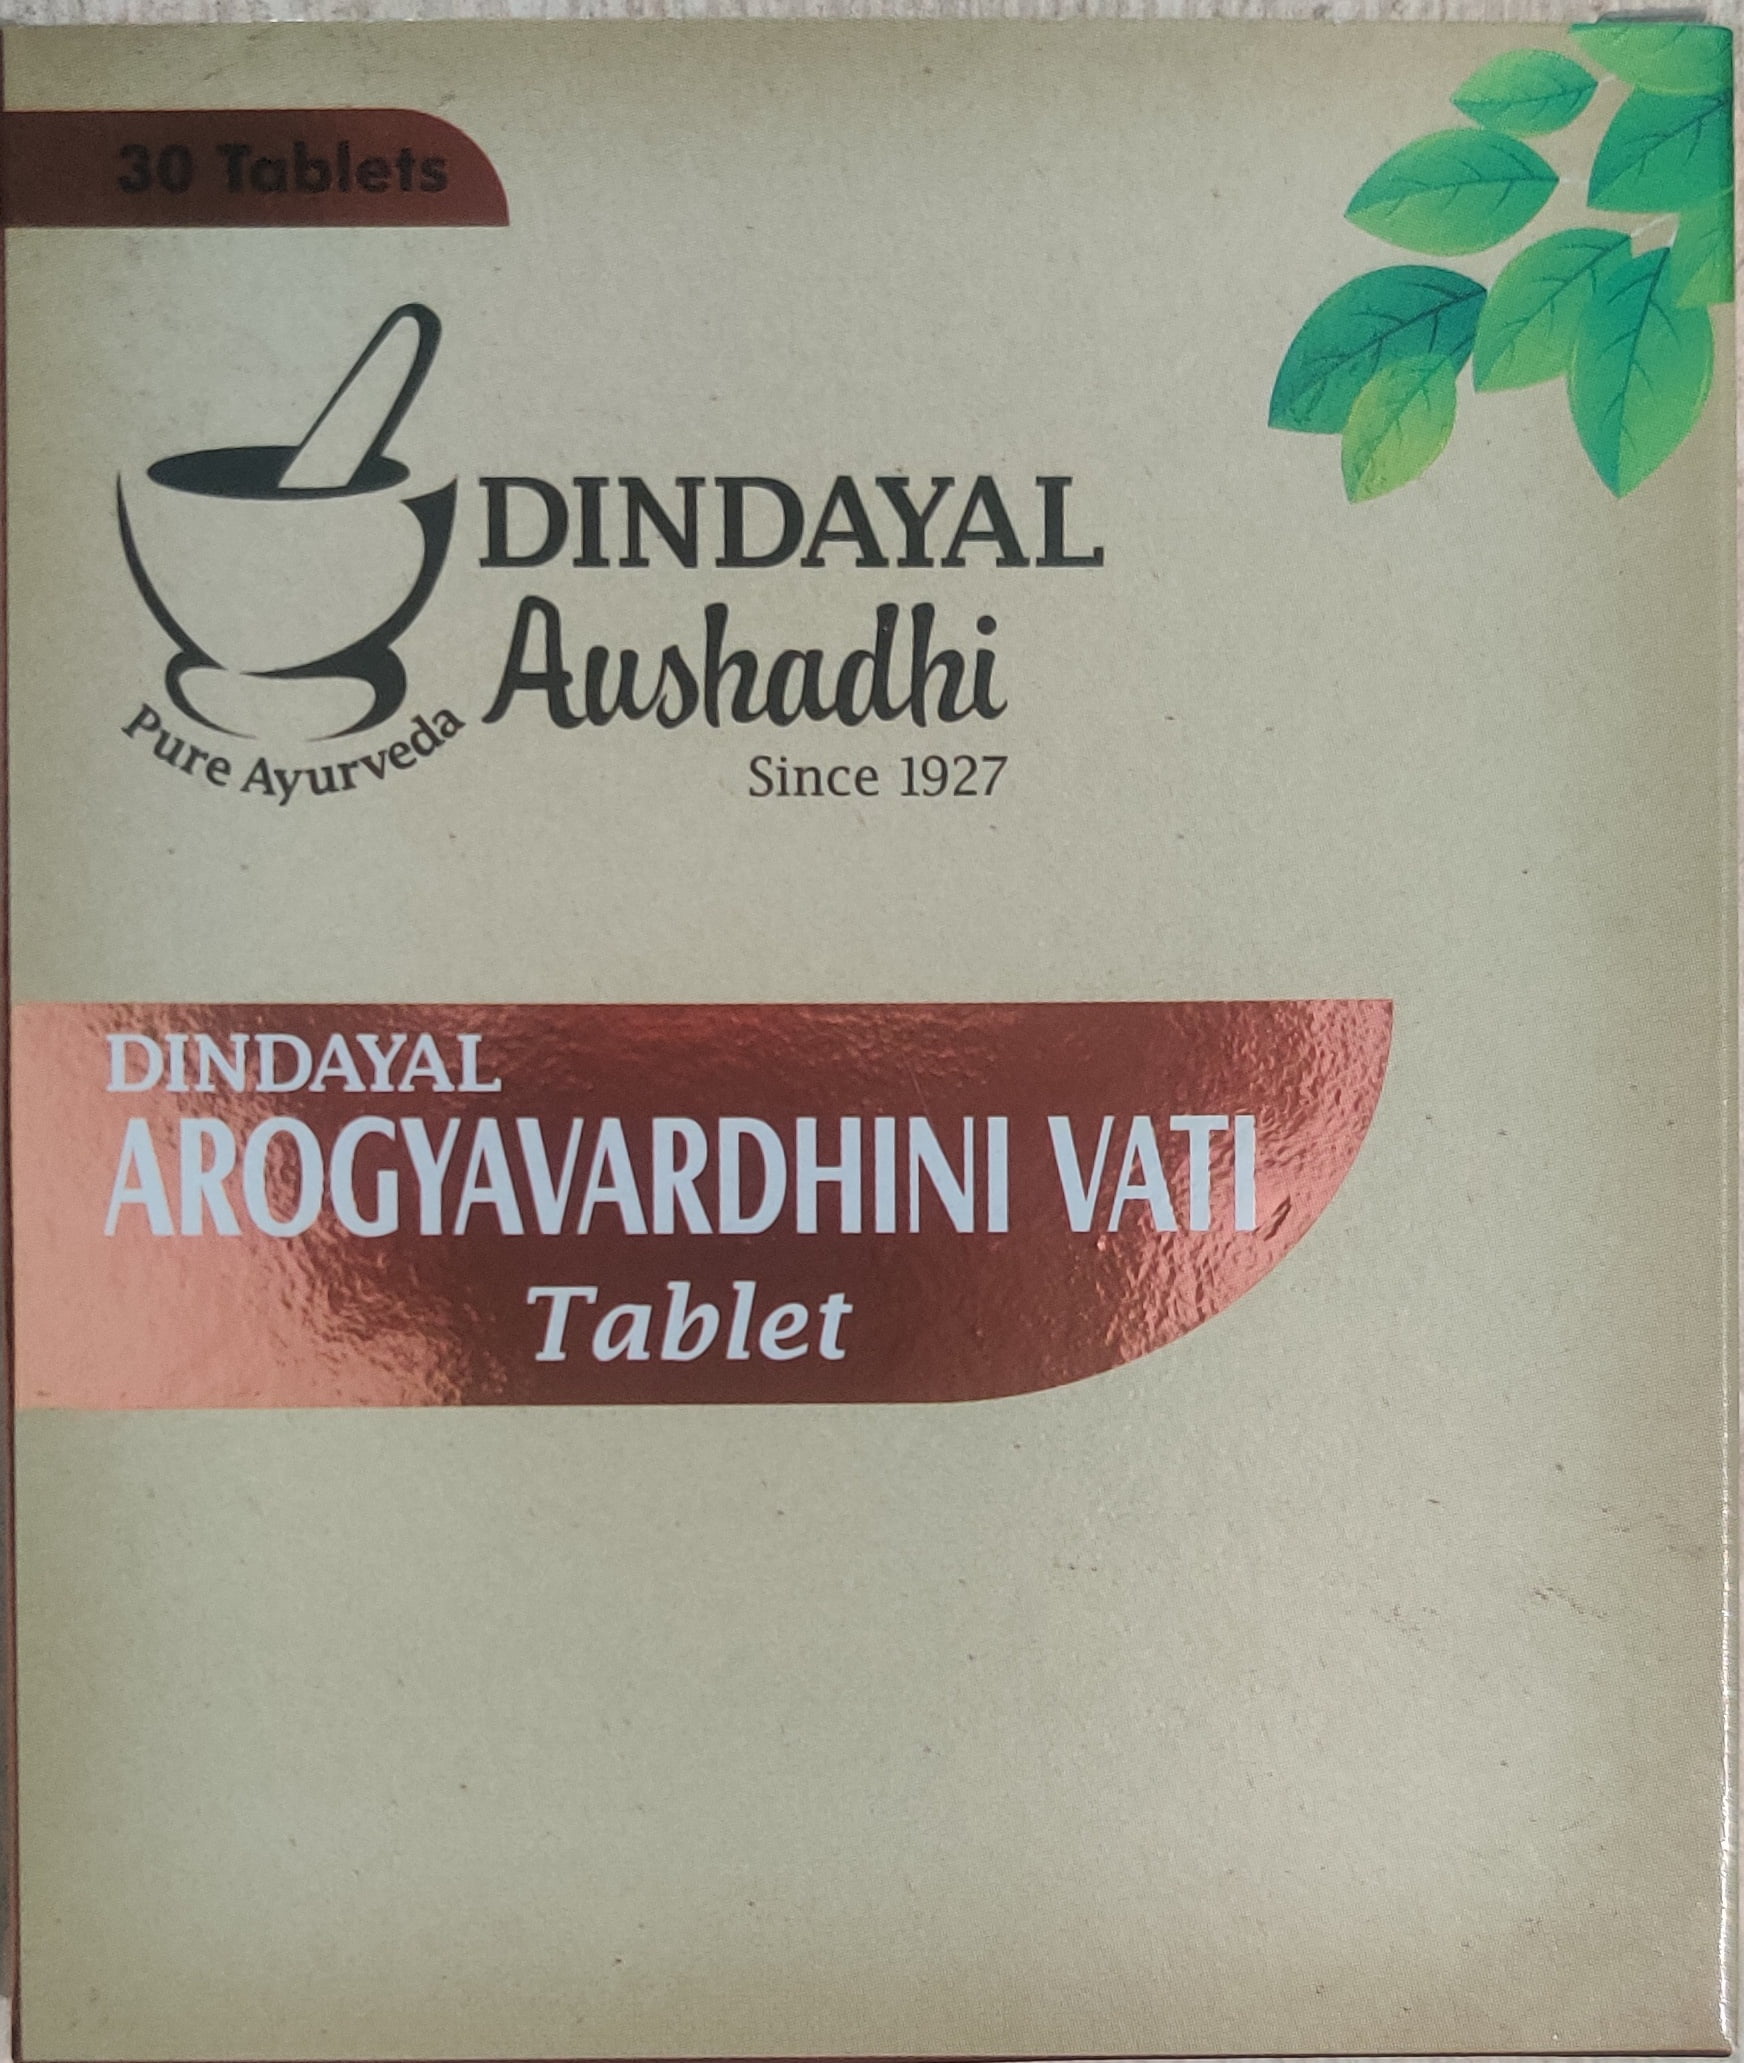 30 Tablets
DINDAYAL
Aushadhi
Pure Ayurveda
Since 1927
DINDAYAL
AROGYAVARDHINI VATI
Tablet